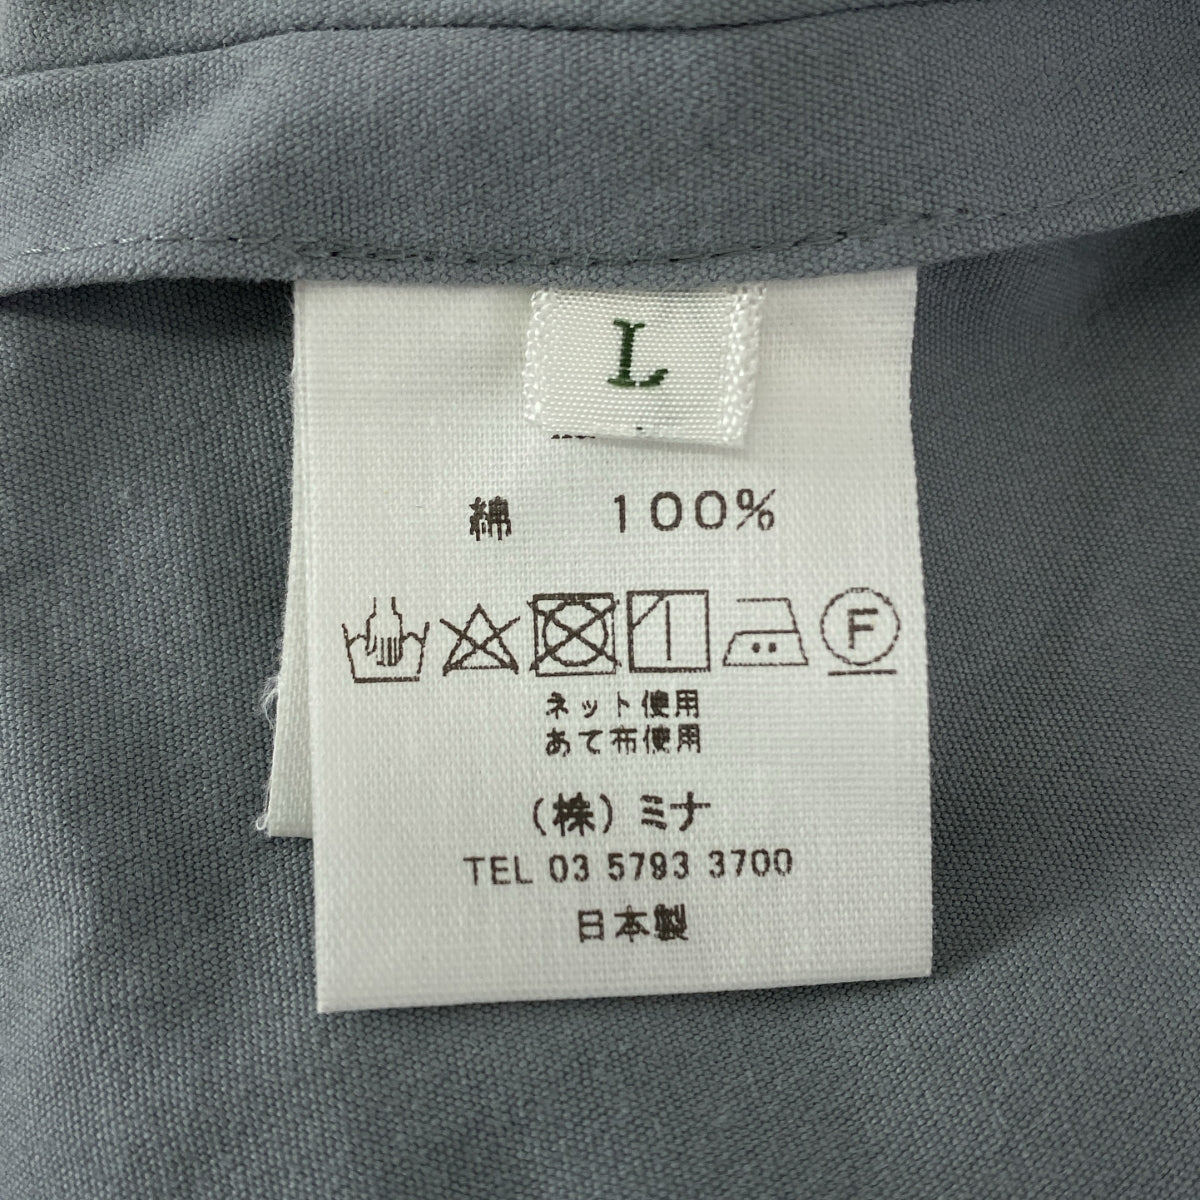 L
綿 100%
F
ネット使用
あて布使用
(株)ミナ
TEL 03 5793 3700
日本製